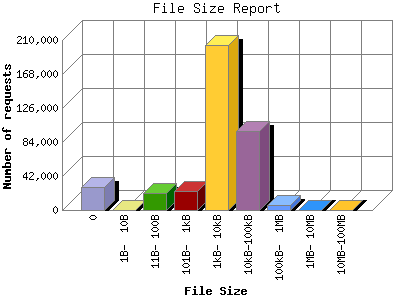 File Size Report
Number of requests
210,000
168,000
126,000
84,000
42,000
0
0
1B- 10B
11B- 100B
101B- 1kB
1kB- 10kB
10kB-100kB
100kB- 1MB
1MB- 10MB
10MB-100MB
File Size